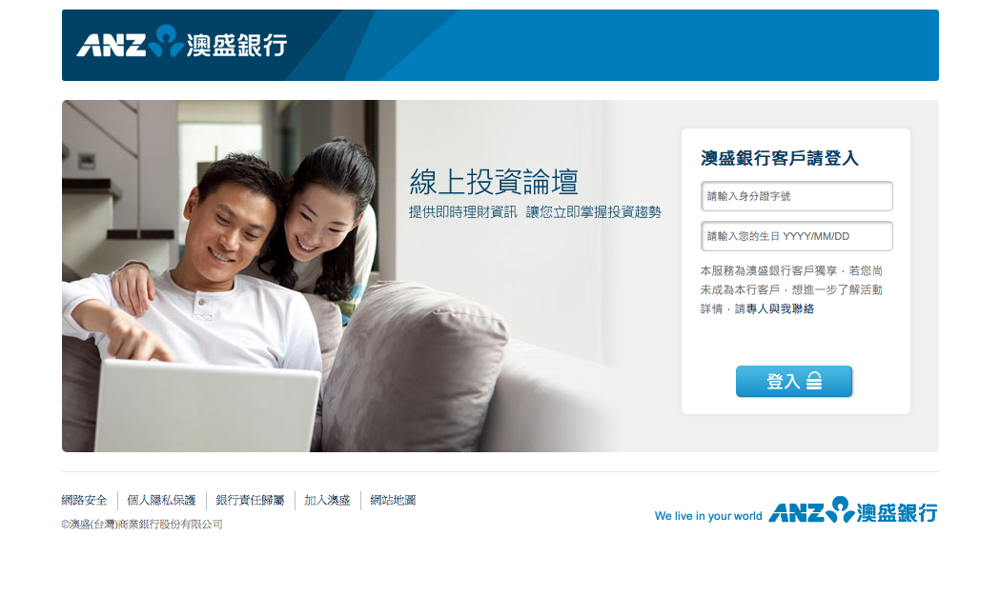 ANZ 澳盛銀行
線上投資論壇
提供即時理財資訊 讓您立即掌握投資趨勢
澳盛銀行客戶請登入
請輸入身分證字號
請輸入您的生日 YYYY/MM/DD
本服務為澳盛銀行客戶獨享，若您尚
未成為本行客戶，想進一步了解活動
詳情，請專人與我聯絡
登入
網路安全 個人隱私保護 銀行責任歸屬 加入澳盛 網站地圖
©澳盛(台灣)商業銀行股份有限公司
We live in your world ANZ 澳盛銀行